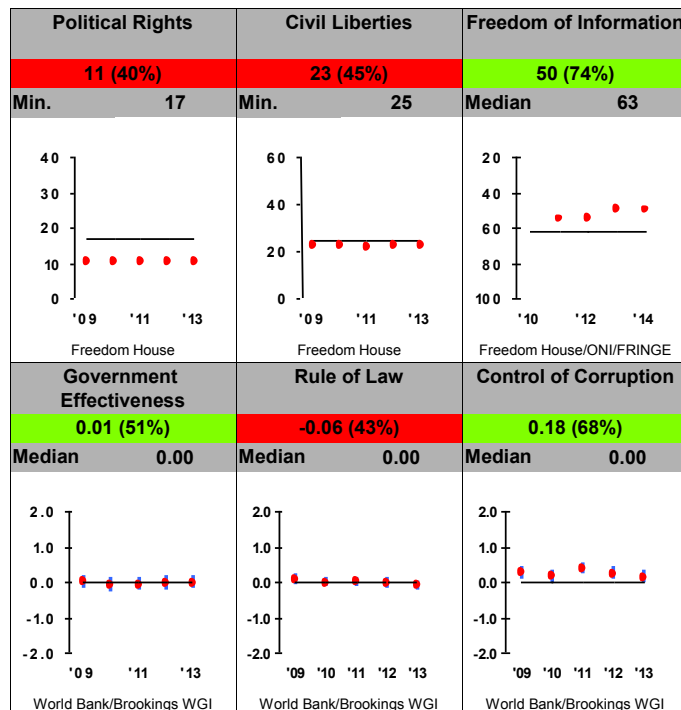 Political Rights
11 (40%)
Min. 17
40
30
20
10
0
'09 '11 '13
Freedom House
Civil Liberties
23 (45%)
Min. 25
60
40
20
0
'09 '11 '13
Freedom House
Freedom of Information
50 (74%)
Median 63
20
40
60
80
100
'10 '12 '14
Freedom House/ONI/FRINGE
Government
Effectiveness
0.01 (51%)
Median 0.00
2.0
1.0
0.0
-1.0
-2.0
'09 '11 '13
World Bank/Brookings WGI
Rule of Law
-0.06 (43%)
Median 0.00
2.0
1.0
0.0
-1.0
-2.0
'09 '10 '11 '12 '13
World Bank/Brookings WGI
Control of Corruption
0.18 (68%)
Median 0.00
2.0
1.0
0.0
-1.0
-2.0
'09 '10 '11 '12 '13
World Bank/Brookings WGI